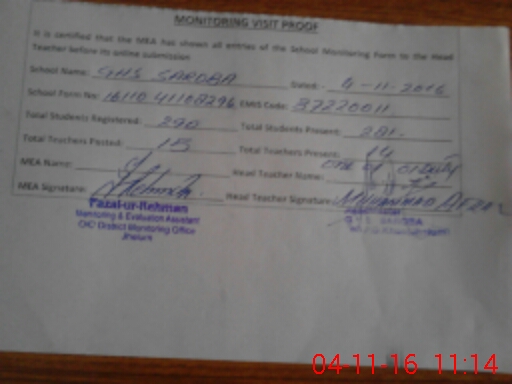 MONITORING VISIT PROOF
It is certified that the MEA has shown all entries of the School Monitoring Form to the Head
Teacher before its online submission
School Name: GHS SAROBA Dated: 4-11-2016
School Form No: 16110 41108296 EMIS Code: 37220011
Total Students Registered: 290 Total Students Present: 281
Total Teachers Posted: 15 Total Teachers Present: 14
MEA Name: Head Teacher Name:
MEA Signature: Head Teacher Signature: Muhammad
Fazal-ur-Rehman
Monitoring & Evaluation Assistant
O/O District Monitoring Office
Jhelum
04-11-16 11:14